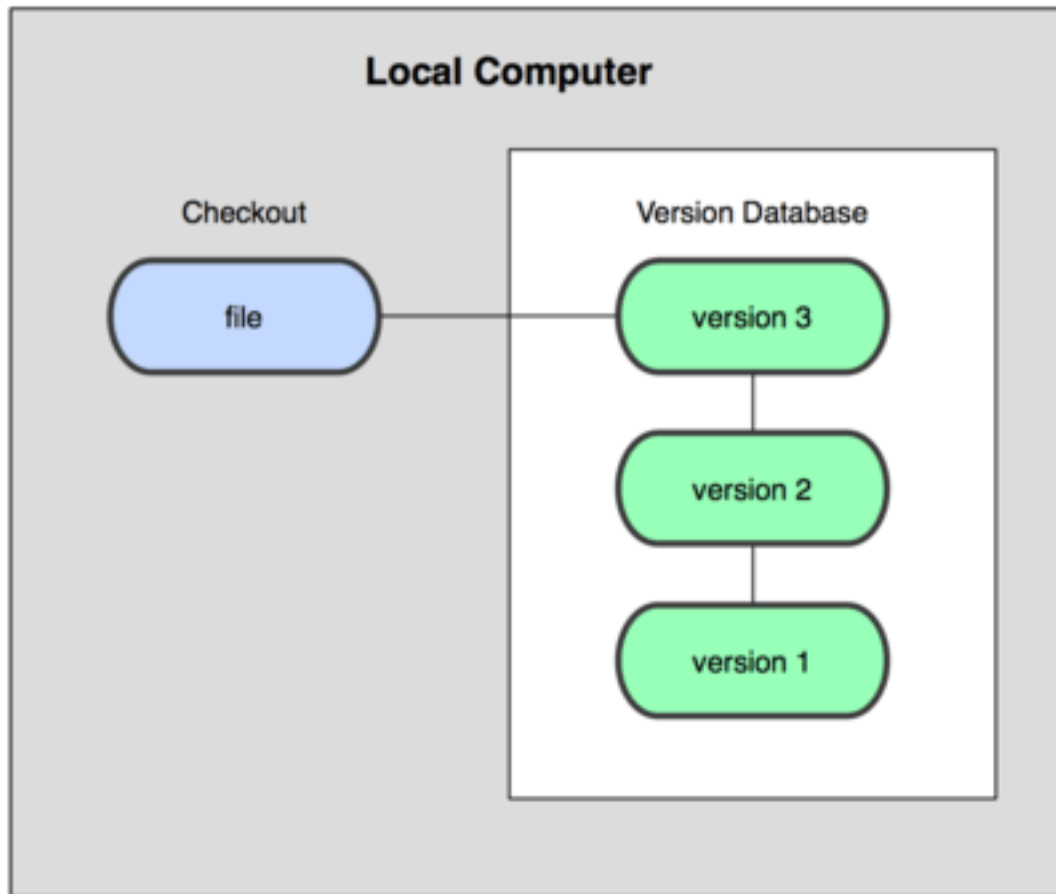 Local Computer
Checkout
Version Database
file
version 3
version 2
version 1